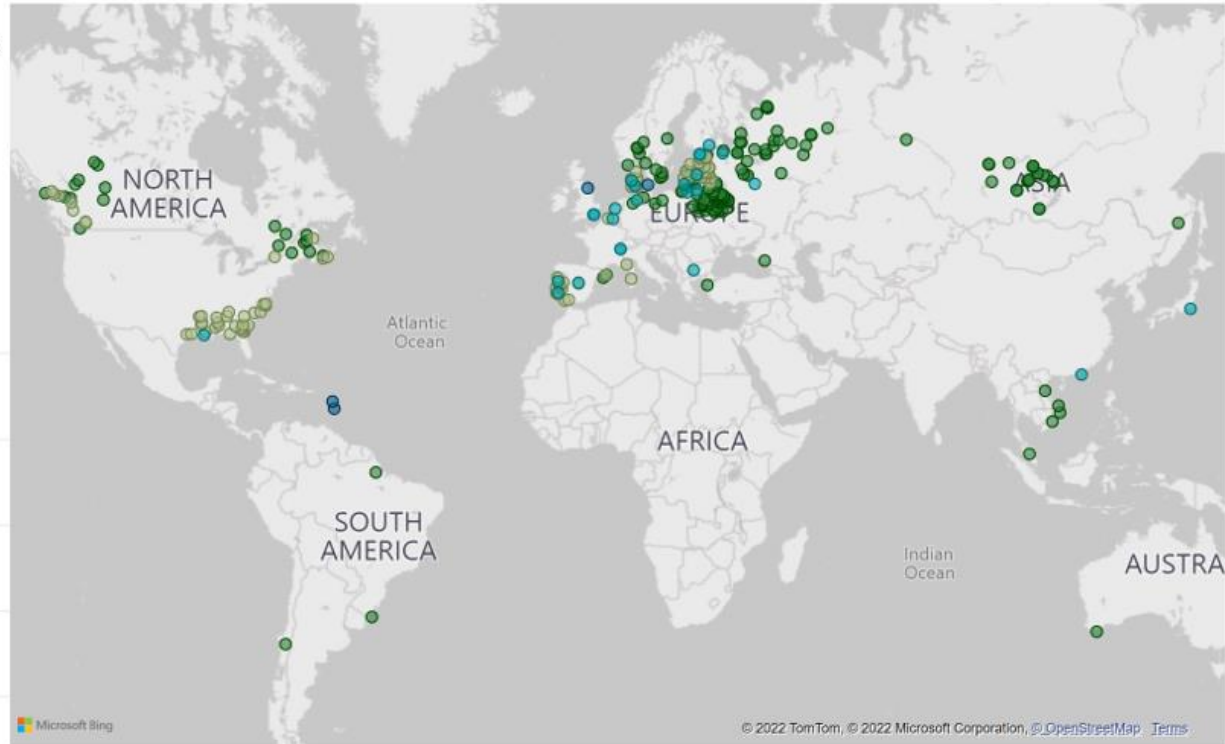 NORTH
AMERICA
ASIA
EUROPE
Atlantic
Ocean
AFRICA
SOUTH
AMERICA
Indian
Ocean
AUSTRA
Microsoft Bing
© 2022 TomTom, © 2022 Microsoft Corporation, © OpenStreetMap Terms